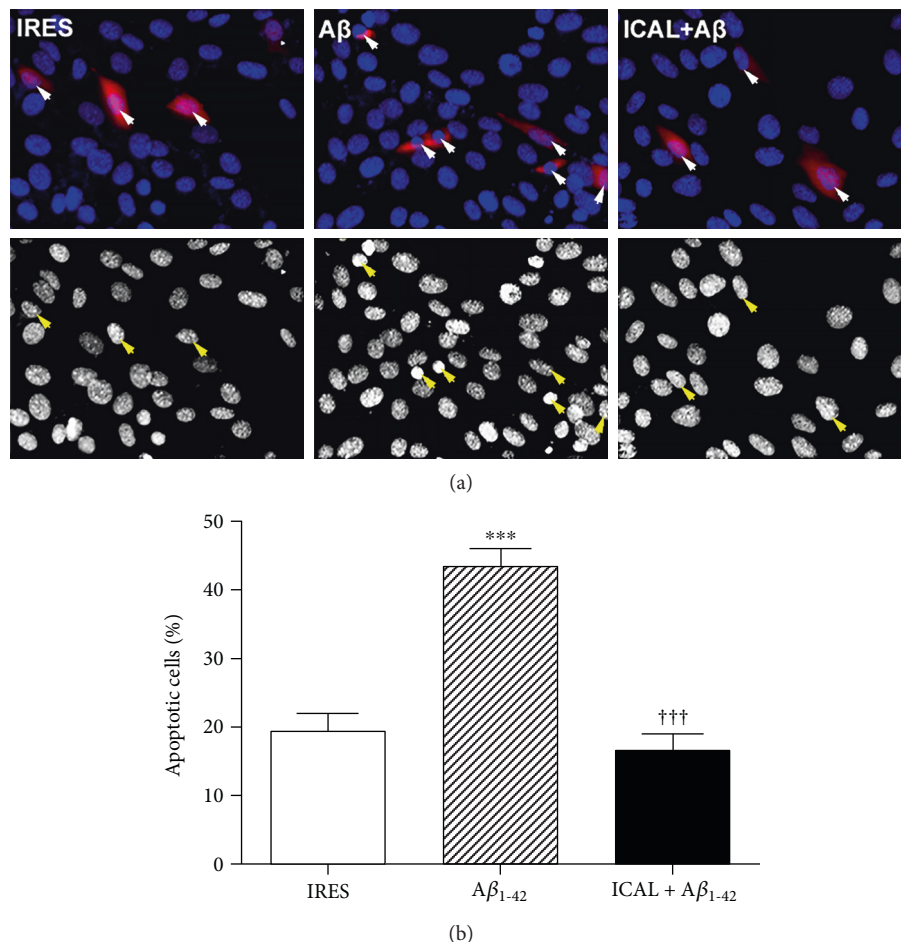 IRES
Aβ
ICAL+Aβ
(a)
50
40
30
20
10
0
Apoptotic cells (%)
***
†††
IRES
Aβ1-42
ICAL + Aβ1-42
(b)